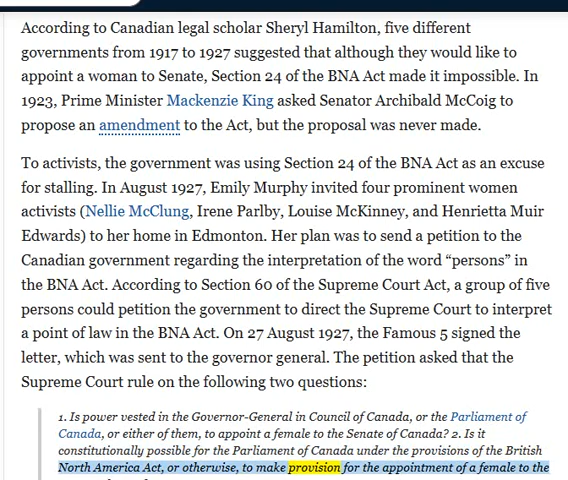 According to Canadian legal scholar Sheryl Hamilton, five different
governments from 1917 to 1927 suggested that although they would like to
appoint a woman to Senate, Section 24 of the BNA Act made it impossible. In
1923, Prime Minister Mackenzie King asked Senator Archibald McCoig to
propose an amendment to the Act, but the proposal was never made.
To activists, the government was using Section 24 of the BNA Act as an excuse
for stalling. In August 1927, Emily Murphy invited four prominent women
activists (Nellie McClung, Irene Parlby, Louise McKinney, and Henrietta Muir
Edwards) to her home in Edmonton. Her plan was to send a petition to the
Canadian government regarding the interpretation of the word “persons” in
the BNA Act. According to Section 60 of the Supreme Court Act, a group of five
persons could petition the government to direct the Supreme Court to interpret
a point of law in the BNA Act. On 27 August 1927, the Famous 5 signed the
letter, which was sent to the governor general. The petition asked that the
Supreme Court rule on the following two questions:
1. Is power vested in the Governor-General in Council of Canada, or the Parliament of
Canada, or either of them, to appoint a female to the Senate of Canada? 2. Is it
constitutionally possible for the Parliament of Canada under the provisions of the British
North America Act, or otherwise, to make provision for the appointment of a female to the